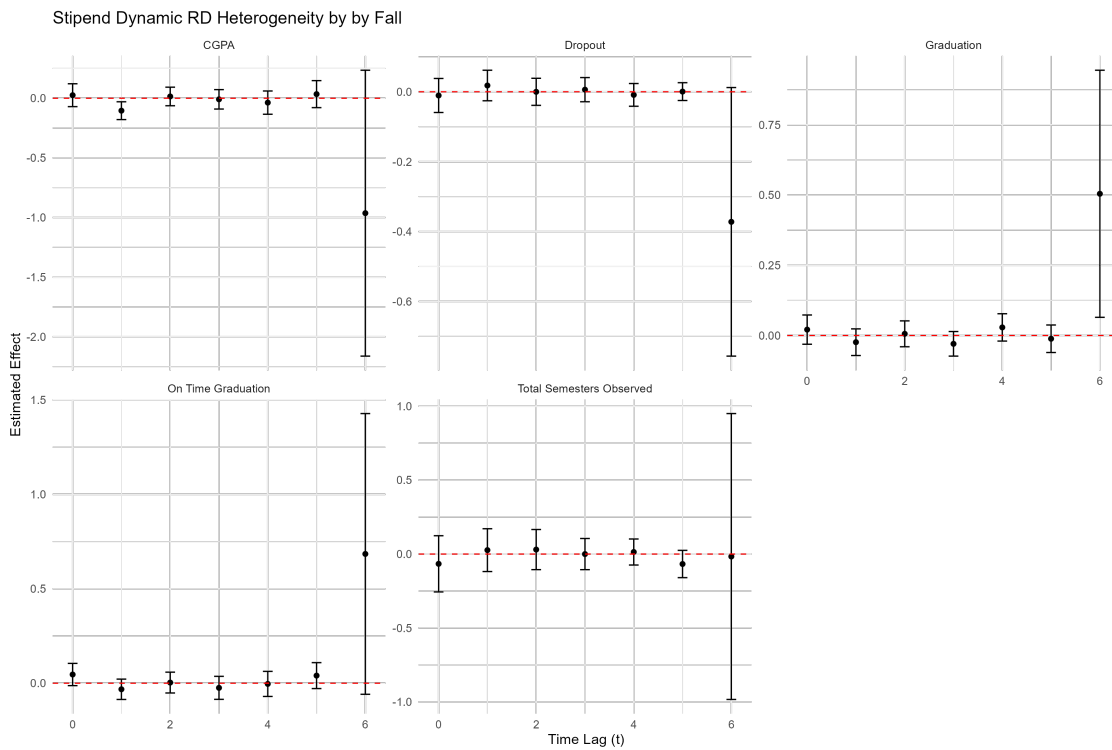 Stipend Dynamic RD Heterogeneity by by Fall
CGPA
Dropout
Graduation
0.0
-0.5
-1.0
-1.5
-2.0
0.0
-0.2
-0.4
-0.6
0.75
0.50
0.25
0.00
0 2 4 6
Estimated Effect
On Time Graduation
Total Semesters Observed
1.5
1.0
0.5
0.0
0 2 4 6
1.0
0.5
0.0
-0.5
-1.0
0 2 4 6
Time Lag (t)